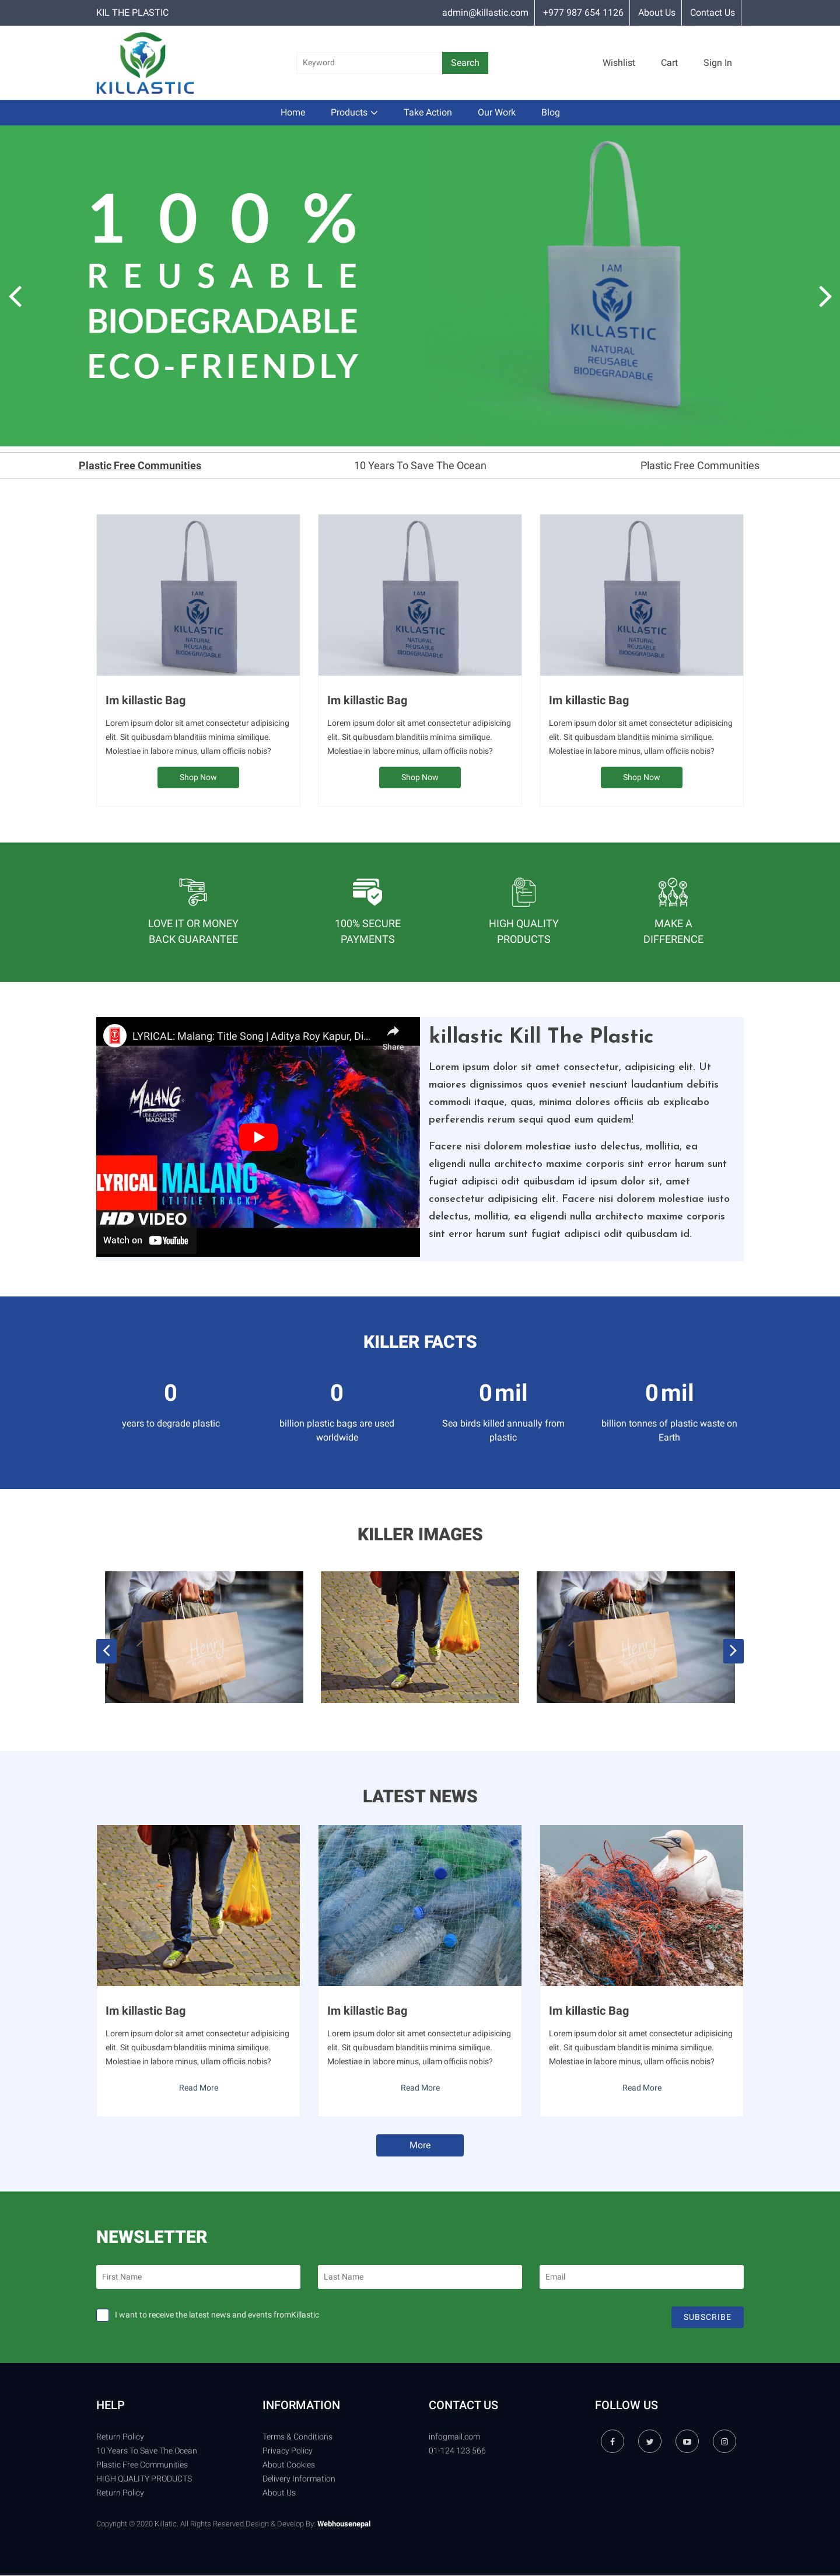 KIL THE PLASTIC
admin@killastic.com
+977 987 654 1126
About Us
Contact Us
KILLASTIC
Keyword
Search
Wishlist
Cart
Sign In
Home
Products
Take Action
Our Work
Blog
100%
REUSABLE
BIODEGRADABLE
ECO-FRIENDLY
I AM
KILLASTIC
NATURAL
REUSABLE
BIODEGRADABLE
Plastic Free Communities
10 Years To Save The Ocean
Plastic Free Communities
I AM
KILLASTIC
NATURAL
REUSABLE
BIODEGRADABLE
Im killastic Bag
Lorem ipsum dolor sit amet consectetur adipisicing
elit. Sit quibusdam blanditiis minima similique.
Molestiae in labore minus, ullam officiis nobis?
Shop Now
I AM
KILLASTIC
NATURAL
REUSABLE
BIODEGRADABLE
Im killastic Bag
Lorem ipsum dolor sit amet consectetur adipisicing
elit. Sit quibusdam blanditiis minima similique.
Molestiae in labore minus, ullam officiis nobis?
Shop Now
I AM
KILLASTIC
NATURAL
REUSABLE
BIODEGRADABLE
Im killastic Bag
Lorem ipsum dolor sit amet consectetur adipisicing
elit. Sit quibusdam blanditiis minima similique.
Molestiae in labore minus, ullam officiis nobis?
Shop Now
LOVE IT OR MONEY
BACK GUARANTEE
100% SECURE
PAYMENTS
HIGH QUALITY
PRODUCTS
MAKE A
DIFFERENCE
LYRICAL: Malang: Title Song | Aditya Roy Kapur, Di...
Share
MALANG
UNLEASH THE
MADNESS
LYRICAL
MALANG
(TITLE TRACK)
HD VIDEO
Watch on YouTube
killastic Kill The Plastic
Lorem ipsum dolor sit amet consectetur, adipisicing elit. Ut
maiores dignissimos quos eveniet nesciunt laudantium debitis
commodi itaque, quas, minima dolores officiis ab explicabo
perferendis rerum sequi quod eum quidem!
Facere nisi dolorem molestiae iusto delectus, mollitia, ea
eligendi nulla architecto maxime corporis sint error harum sunt
fugiat adipisci odit quibusdam id ipsum dolor sit, amet
consectetur adipisicing elit. Facere nisi dolorem molestiae iusto
delectus, mollitia, ea eligendi nulla architecto maxime corporis
sint error harum sunt fugiat adipisci odit quibusdam id.
KILLER FACTS
0
years to degrade plastic
0
billion plastic bags are used
worldwide
0mil
Sea birds killed annually from
plastic
0mil
billion tonnes of plastic waste on
Earth
KILLER IMAGES
Henry
Henry
LATEST NEWS
Im killastic Bag
Lorem ipsum dolor sit amet consectetur adipisicing
elit. Sit quibusdam blanditiis minima similique.
Molestiae in labore minus, ullam officiis nobis?
Read More
Im killastic Bag
Lorem ipsum dolor sit amet consectetur adipisicing
elit. Sit quibusdam blanditiis minima similique.
Molestiae in labore minus, ullam officiis nobis?
Read More
Im killastic Bag
Lorem ipsum dolor sit amet consectetur adipisicing
elit. Sit quibusdam blanditiis minima similique.
Molestiae in labore minus, ullam officiis nobis?
Read More
More
NEWSLETTER
First Name
Last Name
Email
I want to receive the latest news and events fromKillastic
SUBSCRIBE
HELP
Return Policy
10 Years To Save The Ocean
Plastic Free Communities
HIGH QUALITY PRODUCTS
Return Policy
INFORMATION
Terms & Conditions
Privacy Policy
About Cookies
Delivery Information
About Us
CONTACT US
infogmail.com
01-124 123 566
FOLLOW US
Copyright © 2020 Killatic. All Rights Reserved.Design & Develop By: Webhousenepal